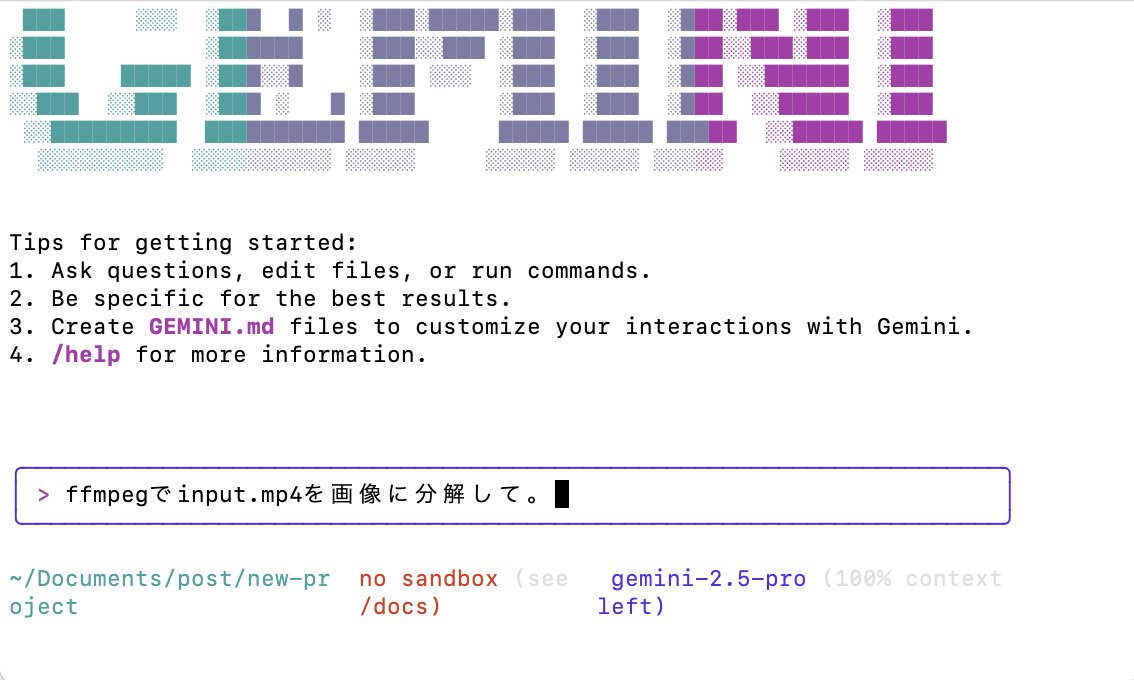 GEMINI
Tips for getting started:
1. Ask questions, edit files, or run commands.
2. Be specific for the best results.
3. Create GEMINI.md files to customize your interactions with Gemini.
4. /help for more information.
> ffmpegでinput.mp4を画像に分解して。
~/Documents/post/new-pr
oject
no sandbox (see
/docs)
gemini-2.5-pro (100% context
left)